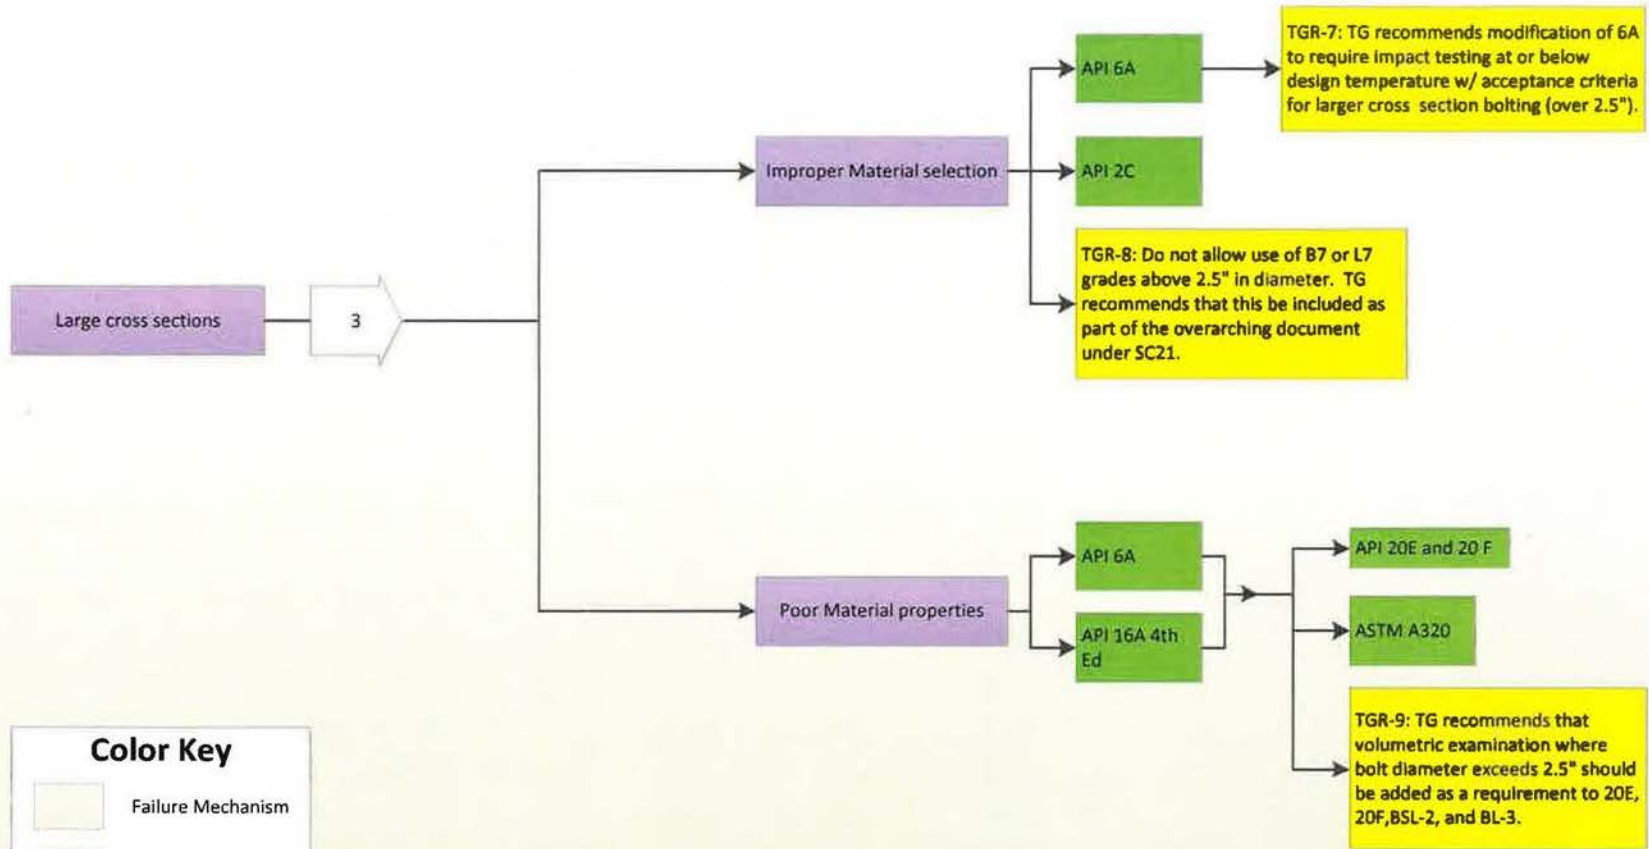 Large cross sections
3
Improper Material selection
API 6A
TGR-7: TG recommends modification of 6A
to require impact testing at or below
design temperature w/ acceptance criteria
for larger cross section bolting (over 2.5").
API 2C
TGR-8: Do not allow use of B7 or L7
grades above 2.5" in diameter. TG
recommends that this be included as
part of the overarching document
under SC21.
Poor Material properties
API 6A
API 16A 4th
Ed
API 20E and 20 F
ASTM A320
TGR-9: TG recommends that
volumetric examination where
bolt diameter exceeds 2.5" should
be added as a requirement to 20E,
20F,BSL-2, and BL-3.
Color Key
Failure Mechanism